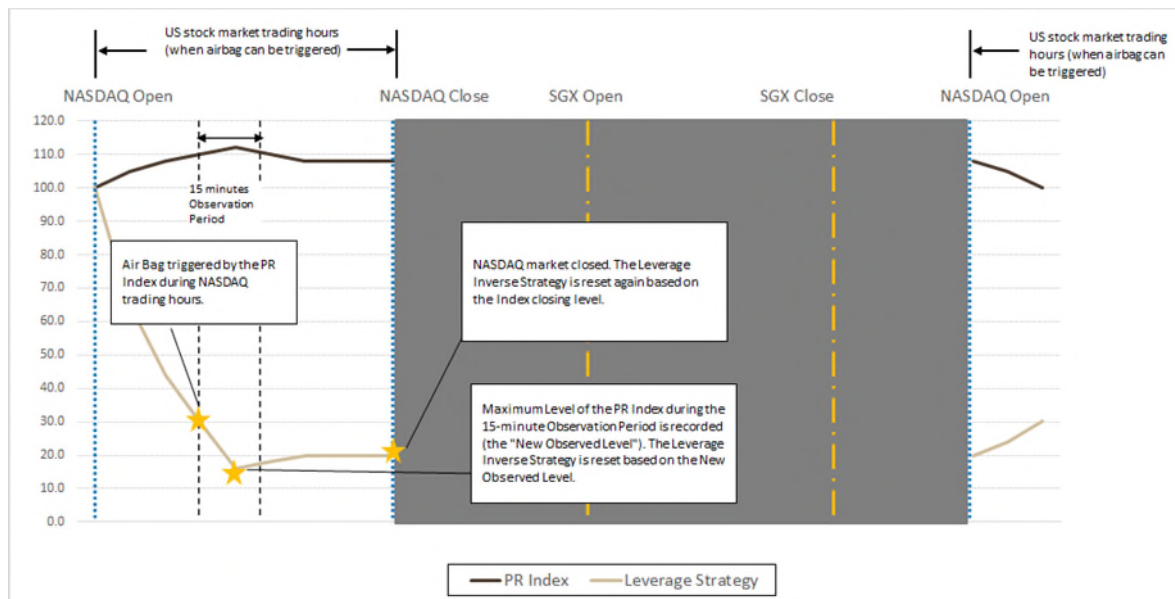 US stock market trading hours
(when airbag can be triggered)
US stock market trading
hours (when airbag can
be triggered)
NASDAQ Open
NASDAQ Close
SGX Open
SGX Close
NASDAQ Open
120.0
110.0
100.0
90.0
80.0
70.0
60.0
50.0
40.0
30.0
20.0
10.0
0.0
15 minutes
Observation
Period
Air Bag triggered by the PR
Index during NASDAQ
trading hours.
NASDAQ market closed. The Leverage
Inverse Strategy is reset again based on
the Index closing level.
Maximum Level of the PR Index during the
15-minute Observation Period is recorded
(the "New Observed Level"). The Leverage
Inverse Strategy is reset based on the New
Observed Level.
PR Index
Leverage Strategy